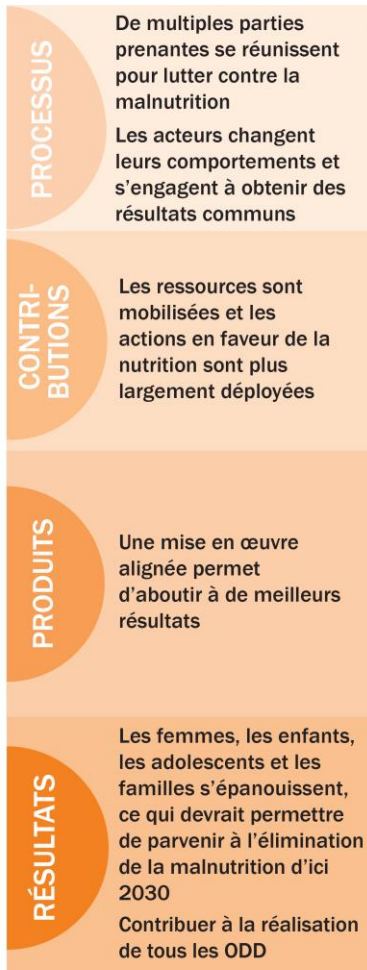 PROCESSUS
De multiples parties
prenantes se réunissent
pour lutter contre la
malnutrition
Les acteurs changent
leurs comportements et
s'engagent à obtenir des
résultats communs
CONTRI-
BUTIONS
Les ressources sont
mobilisées et les
actions en faveur de la
nutrition sont plus
largement déployées
PRODUITS
Une mise en œuvre
alignée permet
d'aboutir à de meilleurs
résultats
RÉSULTATS
Les femmes, les enfants,
les adolescents et les
familles s'épanouissent,
ce qui devrait permettre
de parvenir à l'élimination
de la malnutrition d'ici
2030
Contribuer à la réalisation
de tous les ODD